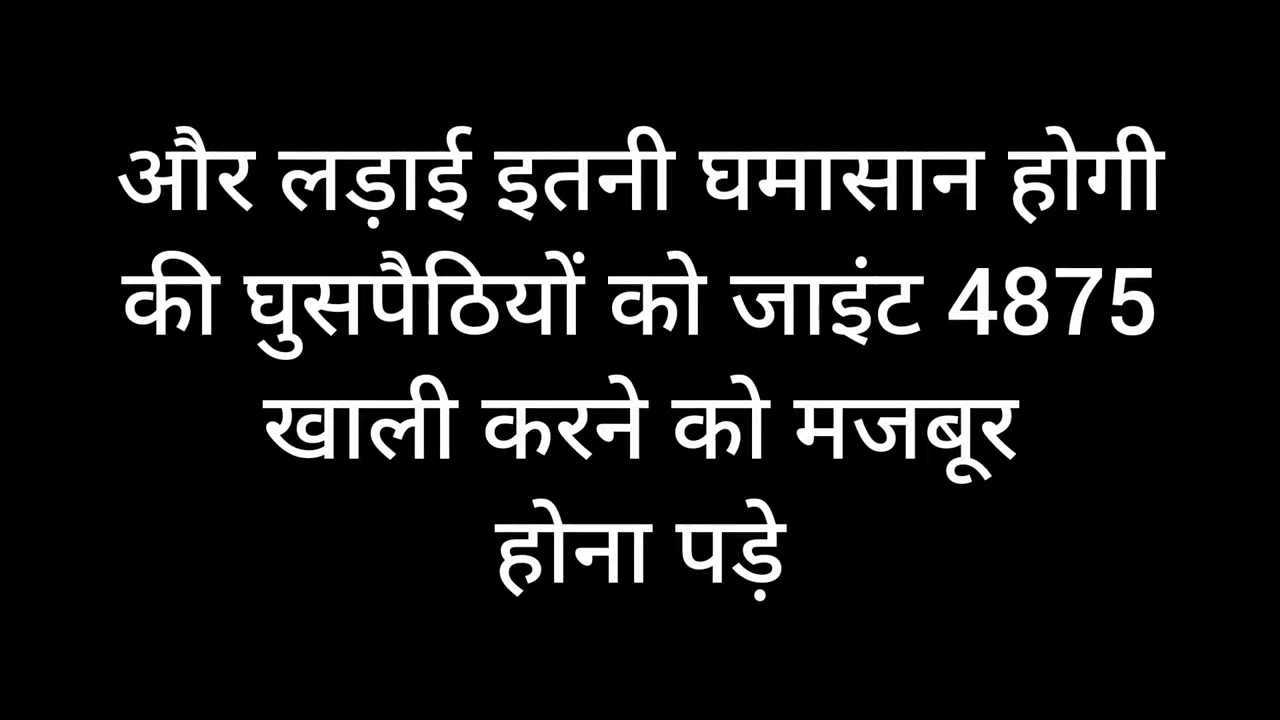 और लड़ाई इतनी घमासान होगी
की घुसपैठियों को जाइंट 4875
खाली करने को मजबूर
होना पड़े